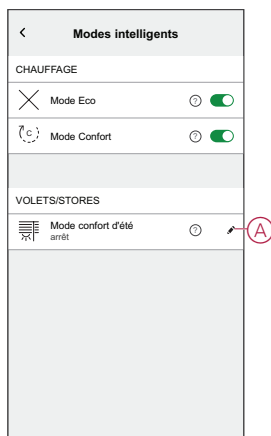 Modes intelligents
CHAUFFAGE
Mode Eco ?
C Mode Confort ?
VOLETS/STORES
Mode confort d'été ? A
arrêt